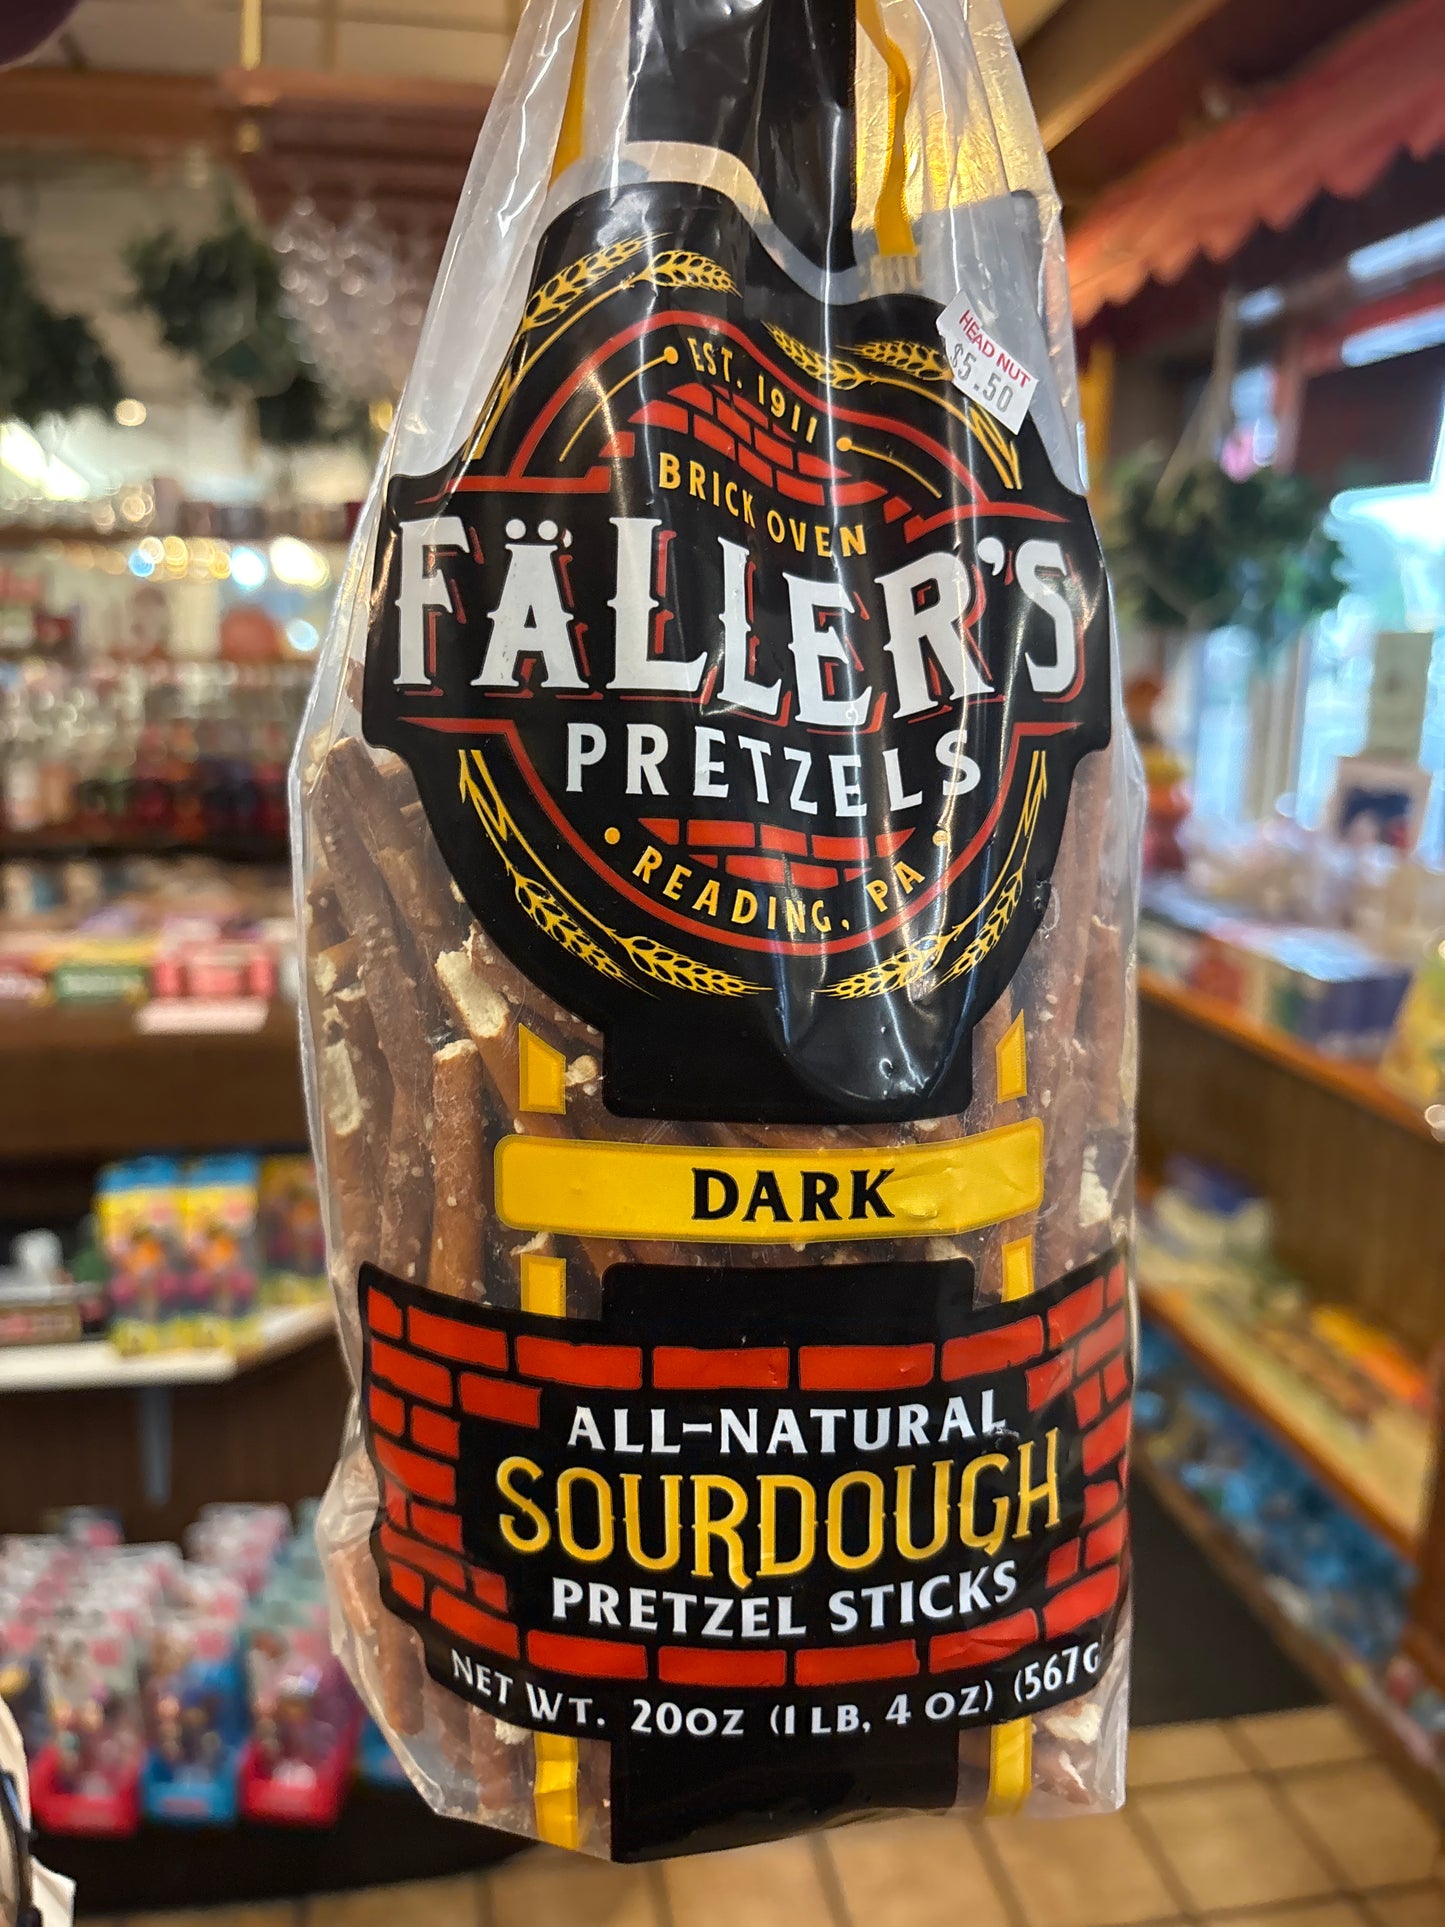 HEAD NUT
$5.50
EST. 1911
BRICK OVEN
FÄLLER'S
PRETZELS
READING, PA
DARK
ALL-NATURAL
SOURDOUGH
PRETZEL STICKS
NET WT. 20OZ (1 LB, 4 OZ) (567G